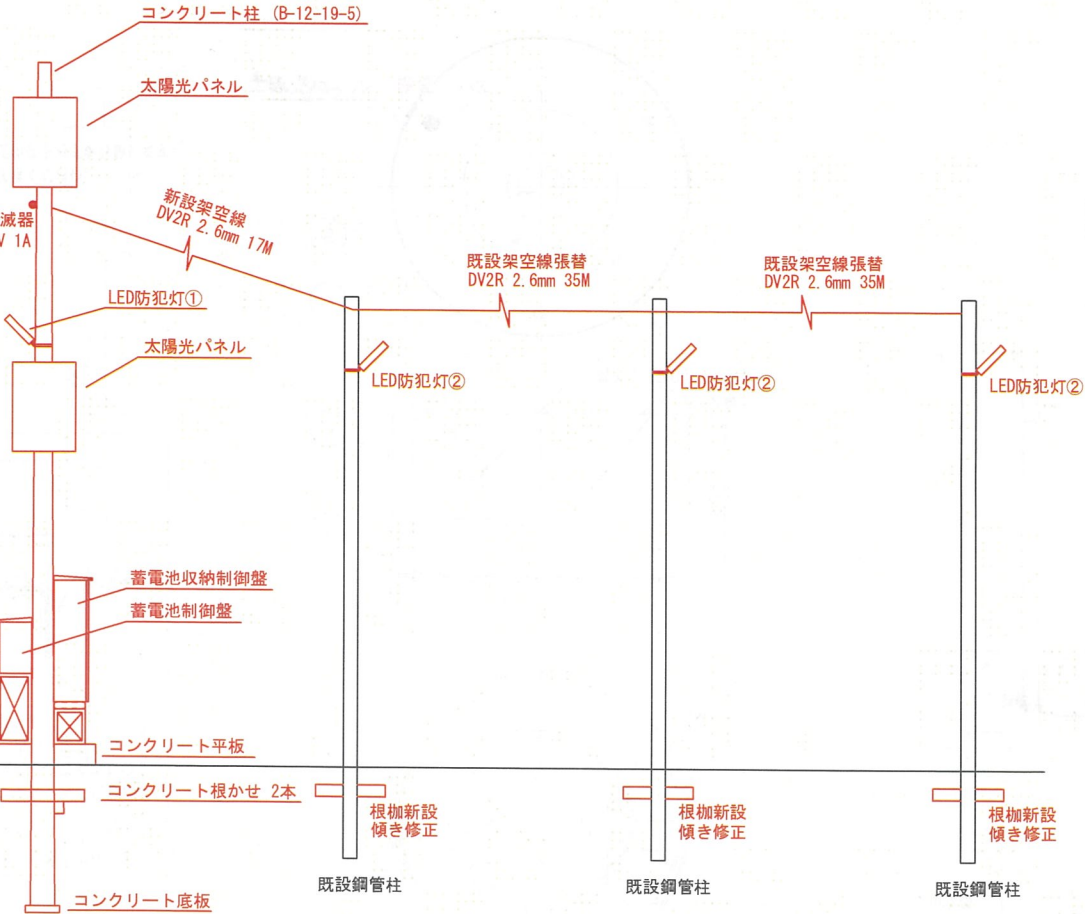 コンクリート柱 (B-12-19-5)
太陽光パネル
滅器
V 1A
新設架空線
DV2R 2.6mm 17M
既設架空線張替
DV2R 2.6mm 35M
既設架空線張替
DV2R 2.6mm 35M
LED防犯灯①
太陽光パネル
LED防犯灯②
LED防犯灯②
LED防犯灯②
蓄電池収納制御盤
蓄電池制御盤
コンクリート平板
コンクリート根かせ 2本
根枷新設
傾き修正
根枷新設
傾き修正
根枷新設
傾き修正
既設鋼管柱
既設鋼管柱
既設鋼管柱
コンクリート底板